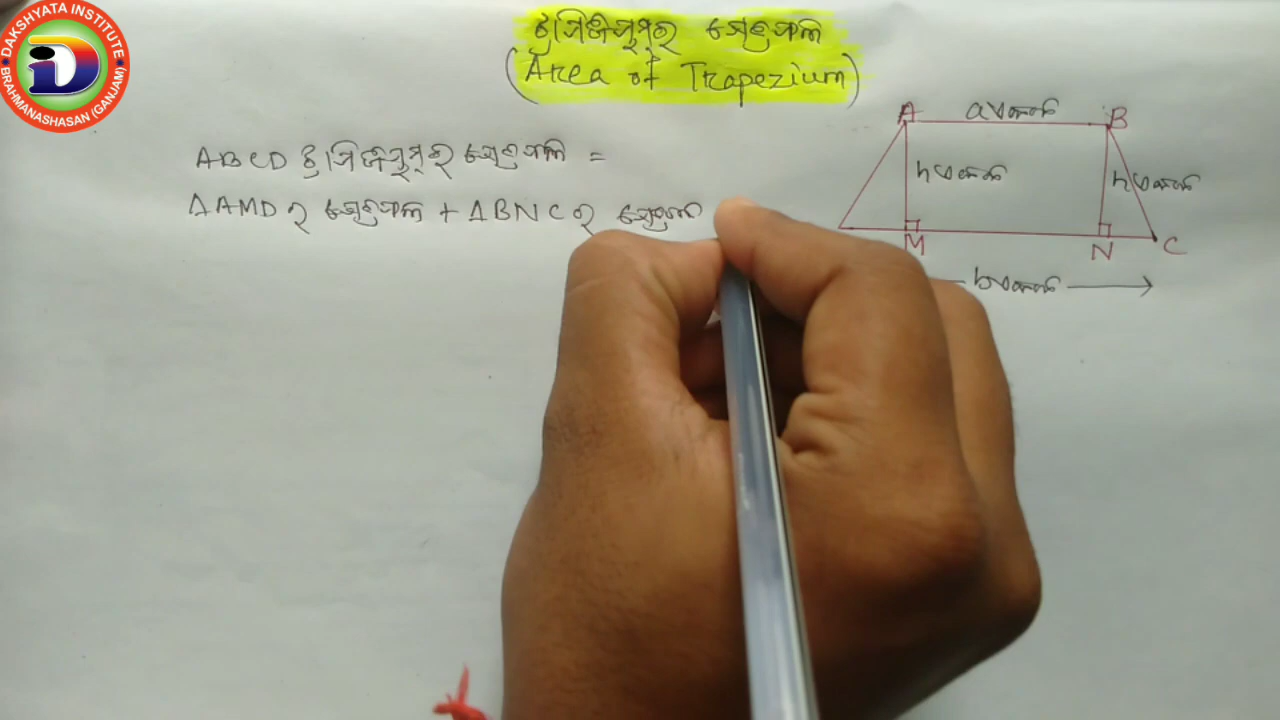 DAKSHYATA INSTITUTE
iD
BRAHMANASHASAN (GANJAM)
ଟ୍ରାପିଜିୟମ୍‌ର କ୍ଷେତ୍ରଫଳ
(Area of Trapezium)
A a ଏକକ B
h ଏକକ h ଏକକ
M N C
b ଏକକ
ABCD ଟ୍ରାପିଜିୟମ୍‌ର କ୍ଷେତ୍ରଫଳ =
Δ AMD ର କ୍ଷେତ୍ରଫଳ + Δ BNC ର କ୍ଷେତ୍ରଫଳ